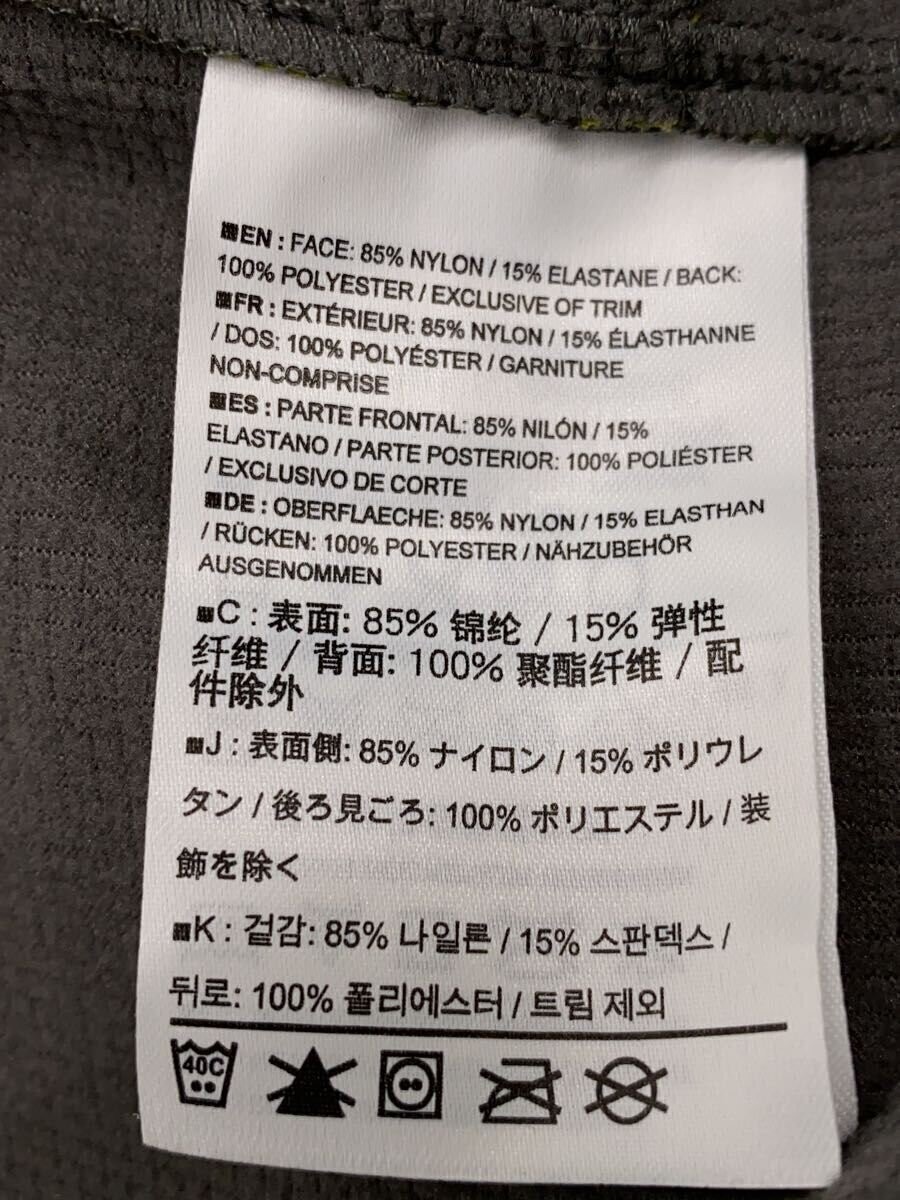 EN : FACE: 85% NYLON / 15% ELASTANE / BACK:
100% POLYESTER / EXCLUSIVE OF TRIM
FR : EXTÉRIEUR: 85% NYLON / 15% ÉLASTHANNE
/ DOS: 100% POLYÉSTER / GARNITURE
NON-COMPRISE
ES : PARTE FRONTAL: 85% NILÓN / 15%
ELASTANO / PARTE POSTERIOR: 100% POLIÉSTER
/ EXCLUSIVO DE CORTE
DE : OBERFLAECHE: 85% NYLON / 15% ELASTHAN
/ RÜCKEN: 100% POLYESTER / NÄHZUBEHÖR
AUSGENOMMEN
C : 表面: 85% 锦纶 / 15% 弹性
纤维 / 背面: 100% 聚酯纤维 / 配
件除外
J : 表面側: 85% ナイロン / 15% ポリウレ
タン / 後ろ見ごろ: 100% ポリエステル / 装
飾を除く
K : 겉감: 85% 나일론 / 15% 스판덱스 /
뒤로: 100% 폴리에스터 / 트림 제외
40C